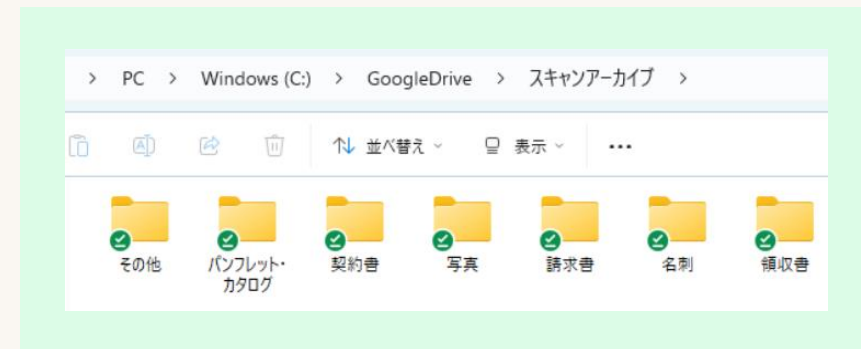 > PC > Windows (C:) > GoogleDrive > スキャンアーカイブ >
並べ替え 表示 ...
その他 パンフレット・カタログ 契約書 写真 請求書 名刺 領収書